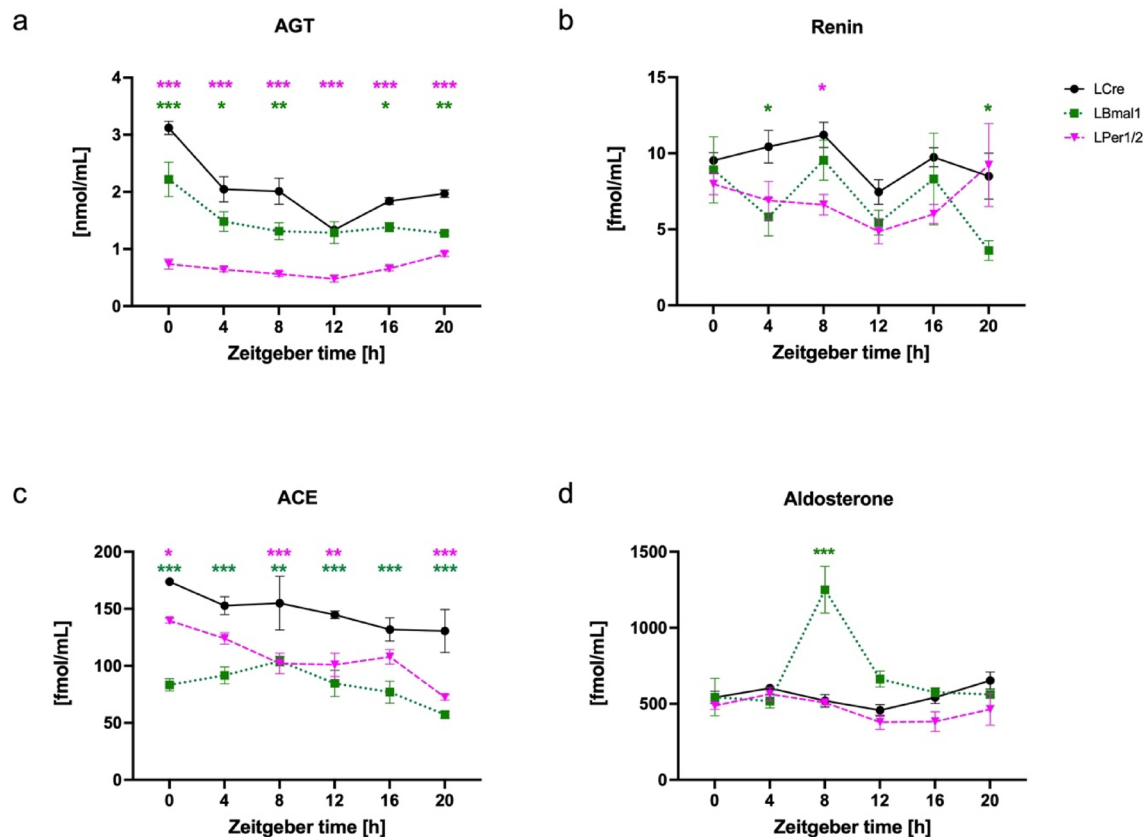 a
AGT
[nmol/mL]
4
3
2
1
0
*** *** *** *** *** ***
*** * ** * **
0 4 8 12 16 20
Zeitgeber time [h]
b
Renin
[fmol/mL]
15
10
5
0
* * *
0 4 8 12 16 20
Zeitgeber time [h]
LCre
LBmal1
LPer1/2
c
ACE
[fmol/mL]
200
150
100
50
0
* *** ** ***
*** *** ** *** *** ***
0 4 8 12 16 20
Zeitgeber time [h]
d
Aldosterone
[fmol/mL]
1500
1000
500
0
***
0 4 8 12 16 20
Zeitgeber time [h]